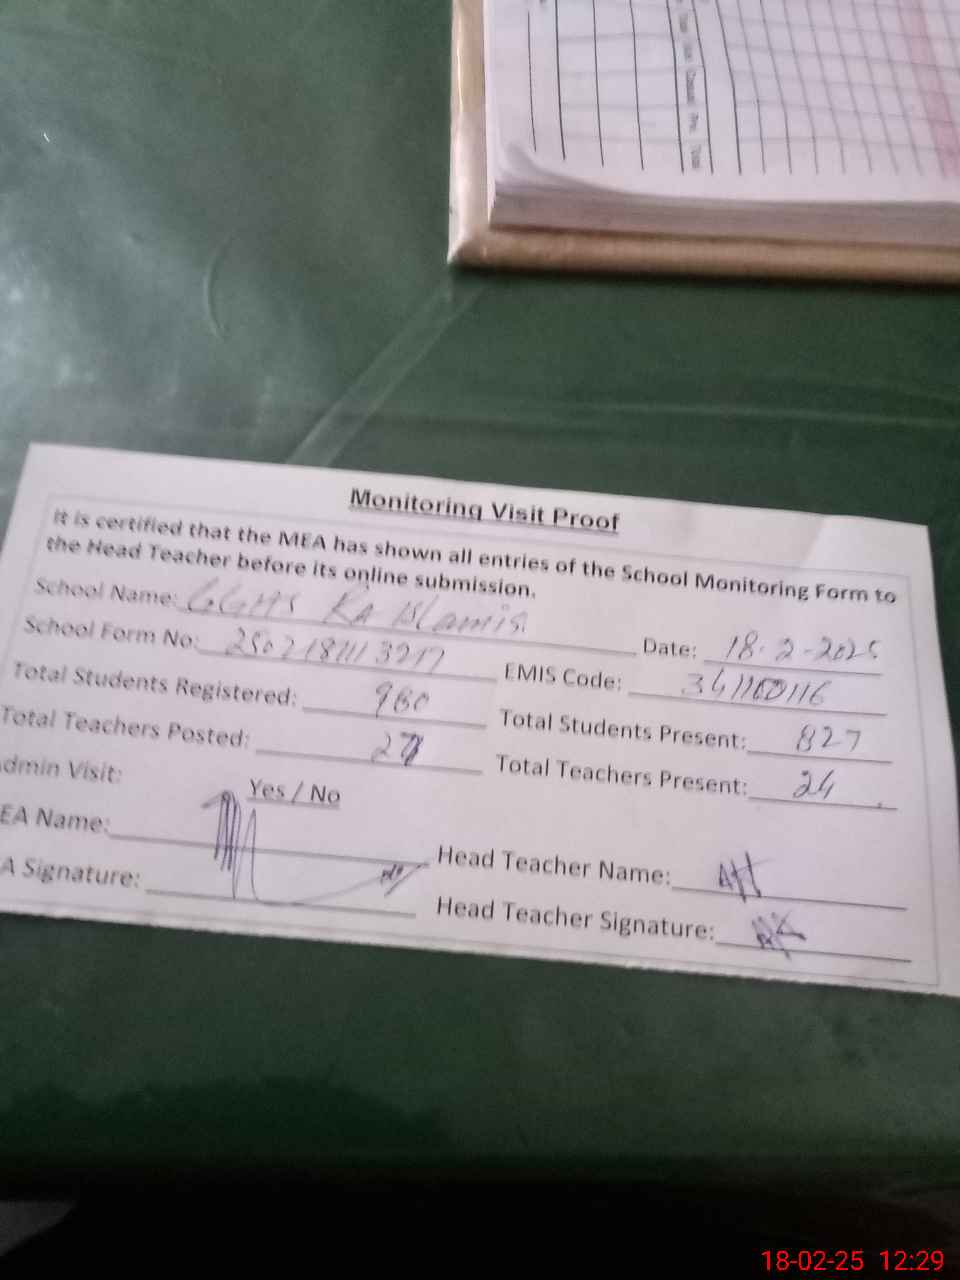 Monitoring Visit Proof
It is certified that the MEA has shown all entries of the School Monitoring Form to
the Head Teacher before its online submission.
School Name: GGHS RA Islamia
Date: 18-2-2025
School Form No:
EMIS Code:
Total Students Registered: 980
Total Students Present: 827
Total Teachers Posted:
Total Teachers Present: 24
dmin Visit: Yes / No
EA Name:
Head Teacher Name:
A Signature:
Head Teacher Signature:
18-02-25 12:29